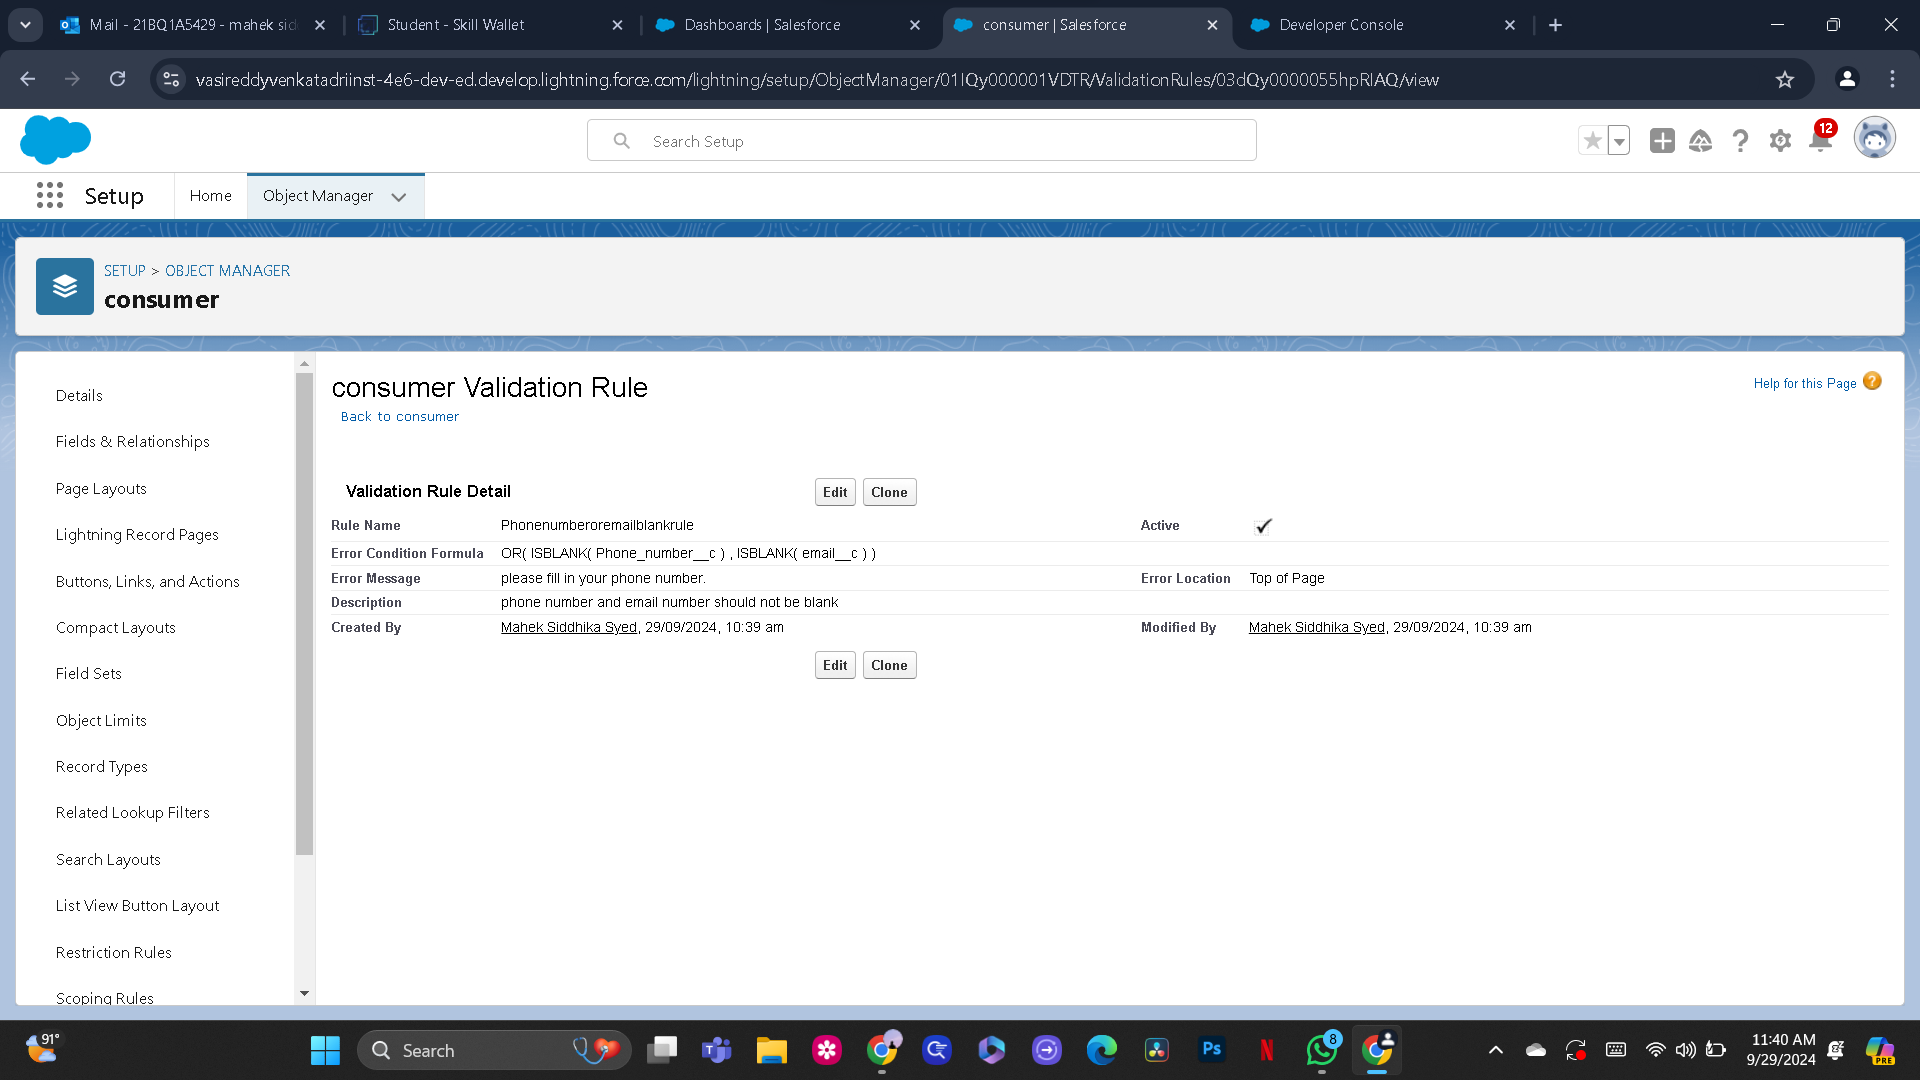 Mail - 21BQ1A5429 - mahek sid
Student - Skill Wallet
Dashboards | Salesforce
consumer | Salesforce
Developer Console
vasireddyvenkatadriinst-4e6-dev-ed.develop.lightning.force.com/lightning/setup/ObjectManager/01IQy000001VDTR/ValidationRules/03dQy0000055hpRIAQ/view
Search Setup
12
Setup
Home
Object Manager
SETUP > OBJECT MANAGER
consumer
Details
Fields & Relationships
Page Layouts
Lightning Record Pages
Buttons, Links, and Actions
Compact Layouts
Field Sets
Object Limits
Record Types
Related Lookup Filters
Search Layouts
List View Button Layout
Restriction Rules
Scoping Rules
consumer Validation Rule
Back to consumer
Help for this Page
Validation Rule Detail
Edit Clone
Rule Name Phonenumberoremailblankrule Active
Error Condition Formula OR( ISBLANK( Phone_number__c ) , ISBLANK( email__c ) )
Error Message please fill in your phone number. Error Location Top of Page
Description phone number and email number should not be blank
Created By Mahek Siddhika Syed, 29/09/2024, 10:39 am Modified By Mahek Siddhika Syed, 29/09/2024, 10:39 am
Edit Clone
91°
Search
Ps
N
8
11:40 AM
9/29/2024
PRE